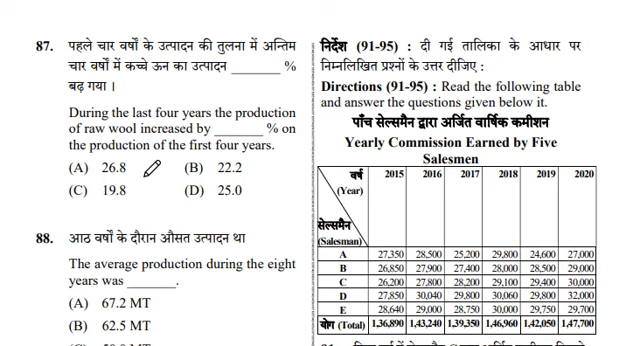 87. पहले चार वर्षों के उत्पादन की तुलना में अन्तिम
चार वर्षों में कच्चे ऊन का उत्पादन _______ %
बढ़ गया ।
During the last four years the production
of raw wool increased by _______ % on
the production of the first four years.
(A) 26.8 (B) 22.2
(C) 19.8 (D) 25.0
88. आठ वर्षों के दौरान औसत उत्पादन था
The average production during the eight
years was _______.
(A) 67.2 MT
(B) 62.5 MT
निर्देश (91-95) : दी गई तालिका के आधार पर
निम्नलिखित प्रश्नों के उत्तर दीजिए :
Directions (91-95) : Read the following table
and answer the questions given below it.
पाँच सेल्समैन द्वारा अर्जित वार्षिक कमीशन
Yearly Commission Earned by Five
Salesmen
वर्ष 2015 2016 2017 2018 2019 2020
(Year)
सेल्समैन
(Salesman)
A 27,350 28,500 25,200 29,800 24,600 27,000
B 26,850 27,900 27,400 28,000 28,500 29,000
C 26,200 27,800 28,200 29,100 29,400 30,000
D 27,850 30,040 29,800 30,060 29,800 32,000
E 28,640 29,000 28,750 30,000 29,750 29,700
योग (Total) 1,36,890 1,43,240 1,39,350 1,46,960 1,42,050 1,47,700